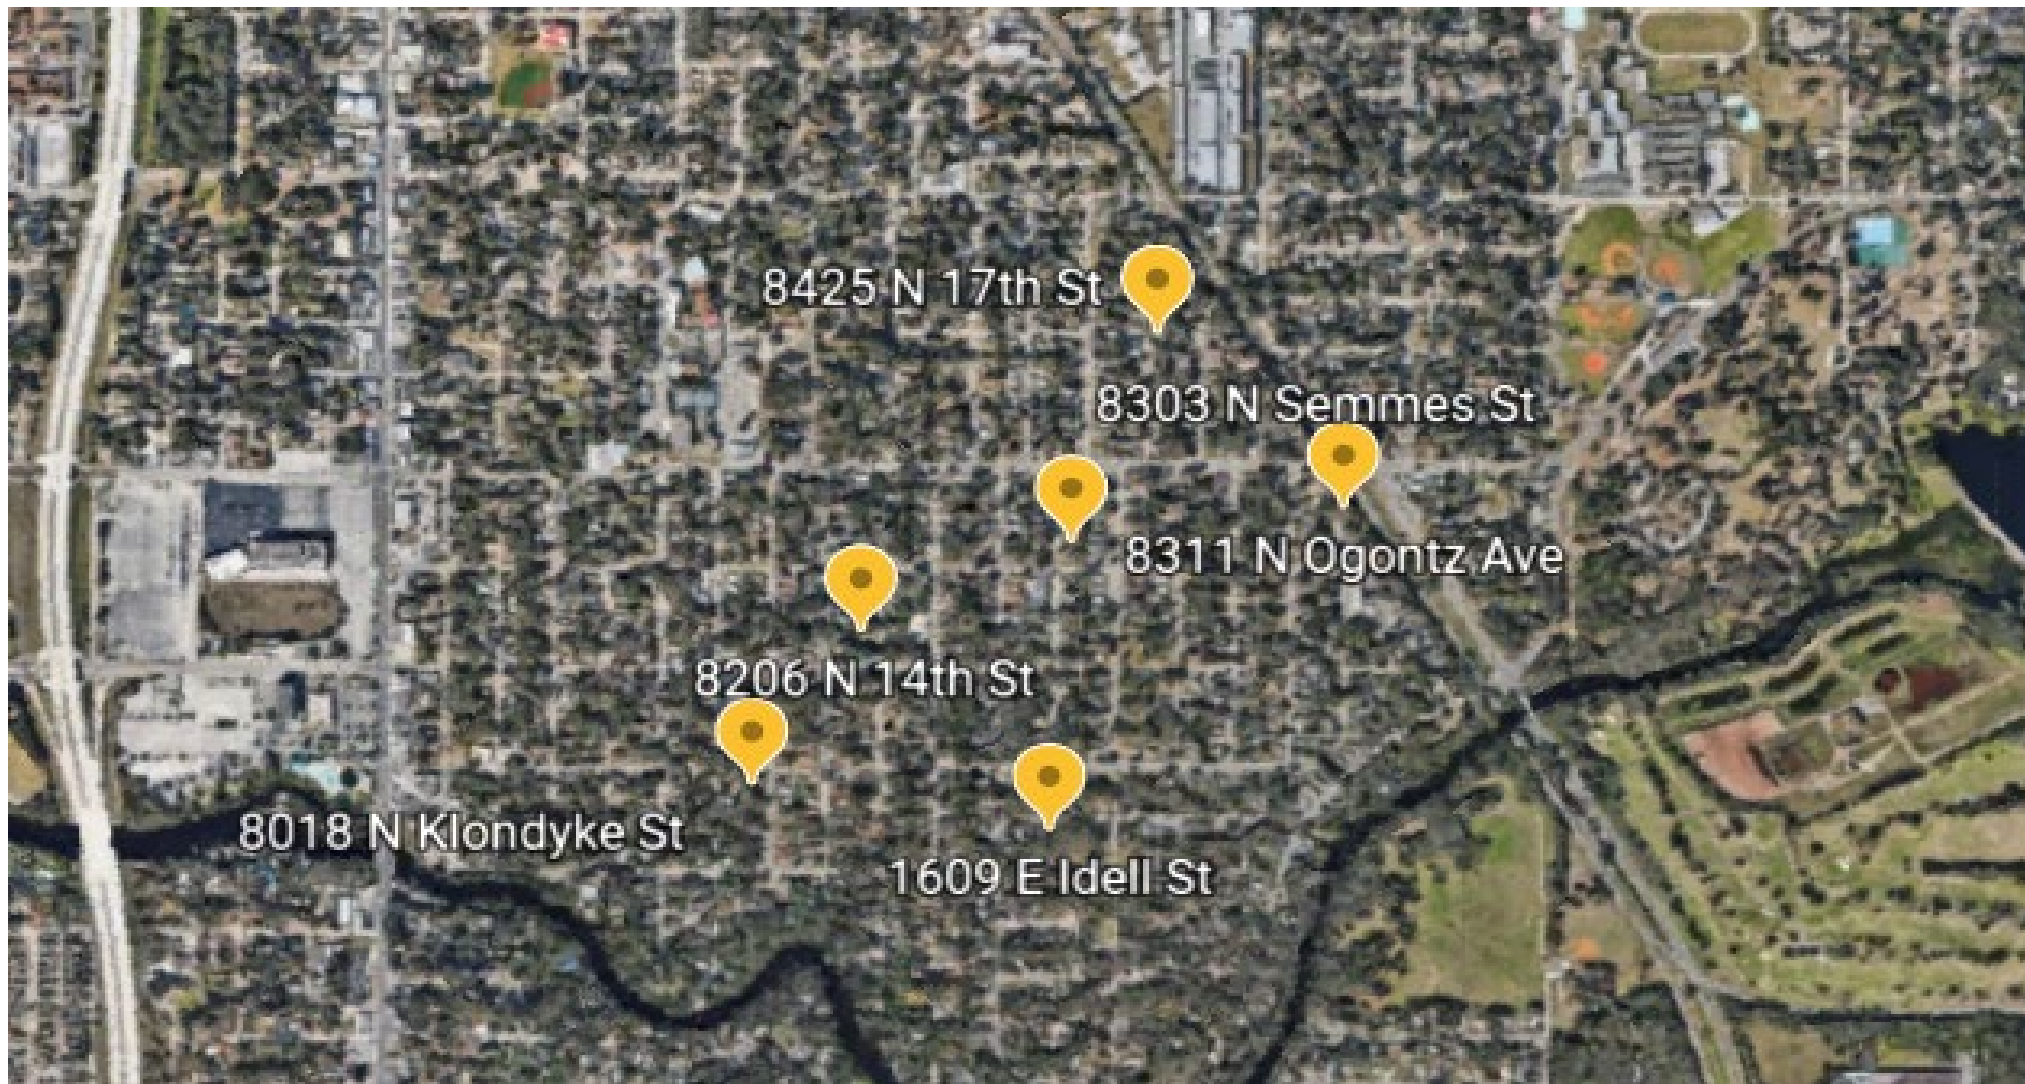 8425 N 17th St
8303 N Semmes St
8311 N Ogontz Ave
8206 N 14th St
8018 N Klondyke St
1609 E Idell St